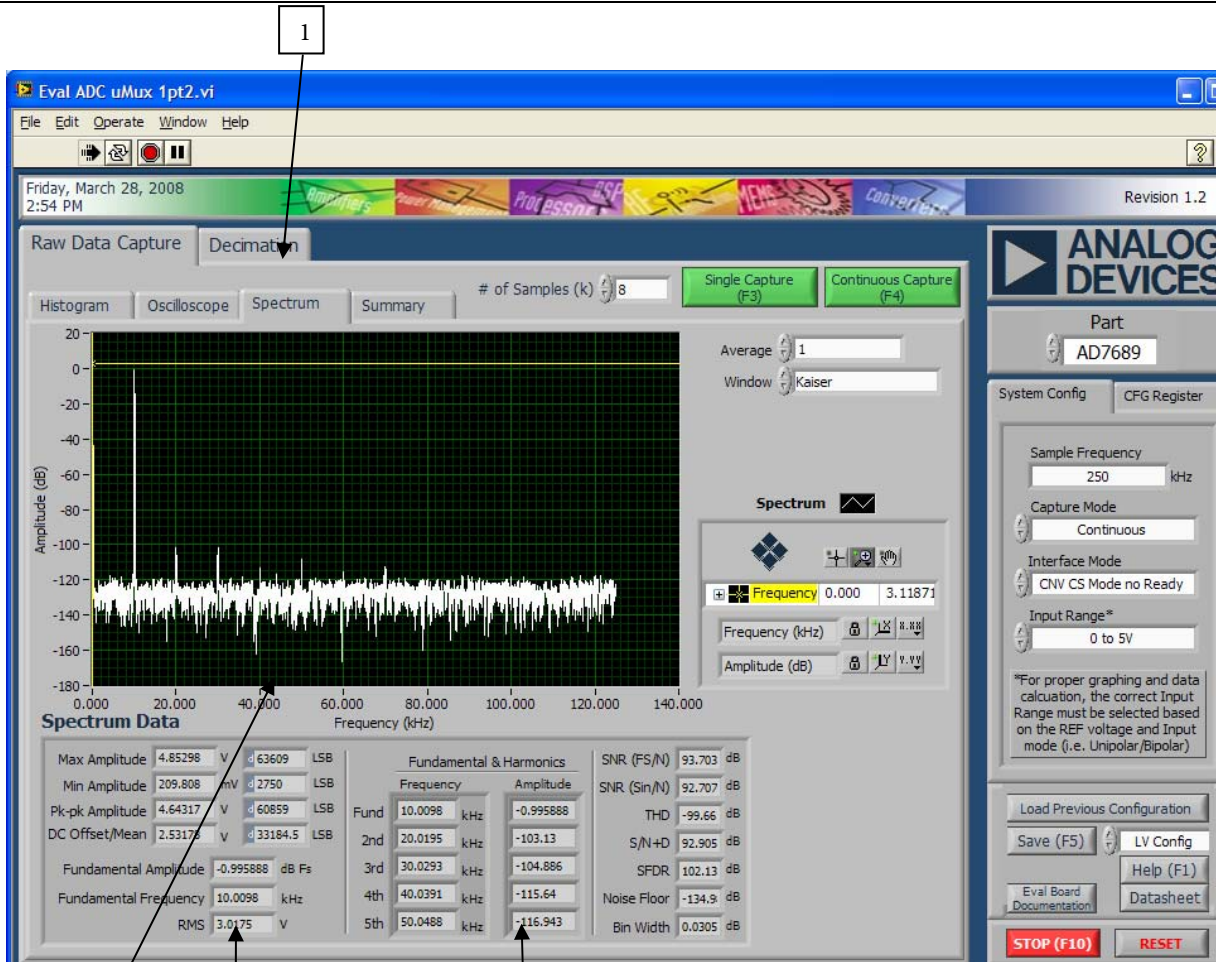 1
Eval ADC uMux 1pt2.vi
File Edit Operate Window Help
Friday, March 28, 2008
2:54 PM
Amplifiers Power Management Processors DSP MEMS Converters
Revision 1.2
Raw Data Capture Decimation
ANALOG
DEVICES
# of Samples (k) 8
Single Capture
(F3)
Continuous Capture
(F4)
Histogram Oscilloscope Spectrum Summary
Part
AD7689
Average 1
Window Kaiser
System Config CFG Register
Sample Frequency
250 kHz
Capture Mode
Continuous
Interface Mode
CNV CS Mode no Ready
Input Range*
0 to 5V
*For proper graphing and data
calcuation, the correct Input
Range must be selected based
on the REF voltage and Input
mode (i.e. Unipolar/Bipolar)
20
0
-20
-40
-60
-80
-100
-120
-140
-160
-180
Amplitude (dB)
0.000 20.000 40.000 60.000 80.000 100.000 120.000 140.000
Frequency (kHz)
Spectrum
Frequency 0.000 3.11871
Frequency (kHz) X 8.88
Amplitude (dB) Y Y.YY
Spectrum Data
Max Amplitude 4.85298 V d 63609 LSB
Min Amplitude 209.808 mV d 2750 LSB
Pk-pk Amplitude 4.64317 V d 60859 LSB
DC Offset/Mean 2.53178 V d 33184.5 LSB
Fundamental Amplitude -0.995888 dB Fs
Fundamental Frequency 10.0098 kHz
RMS 3.0175 V
Fundamental & Harmonics
Frequency Amplitude
Fund 10.0098 kHz -0.995888
2nd 20.0195 kHz -103.13
3rd 30.0293 kHz -104.886
4th 40.0391 kHz -115.64
5th 50.0488 kHz -116.943
SNR (FS/N) 93.703 dB
SNR (Sin/N) 92.707 dB
THD -99.66 dB
S/N+D 92.905 dB
SFDR 102.13 dB
Noise Floor -134.9 dB
Bin Width 0.0305 dB
Load Previous Configuration
Save (F5) LV Config
Help (F1)
Eval Board
Documentation
Datasheet
STOP (F10) RESET